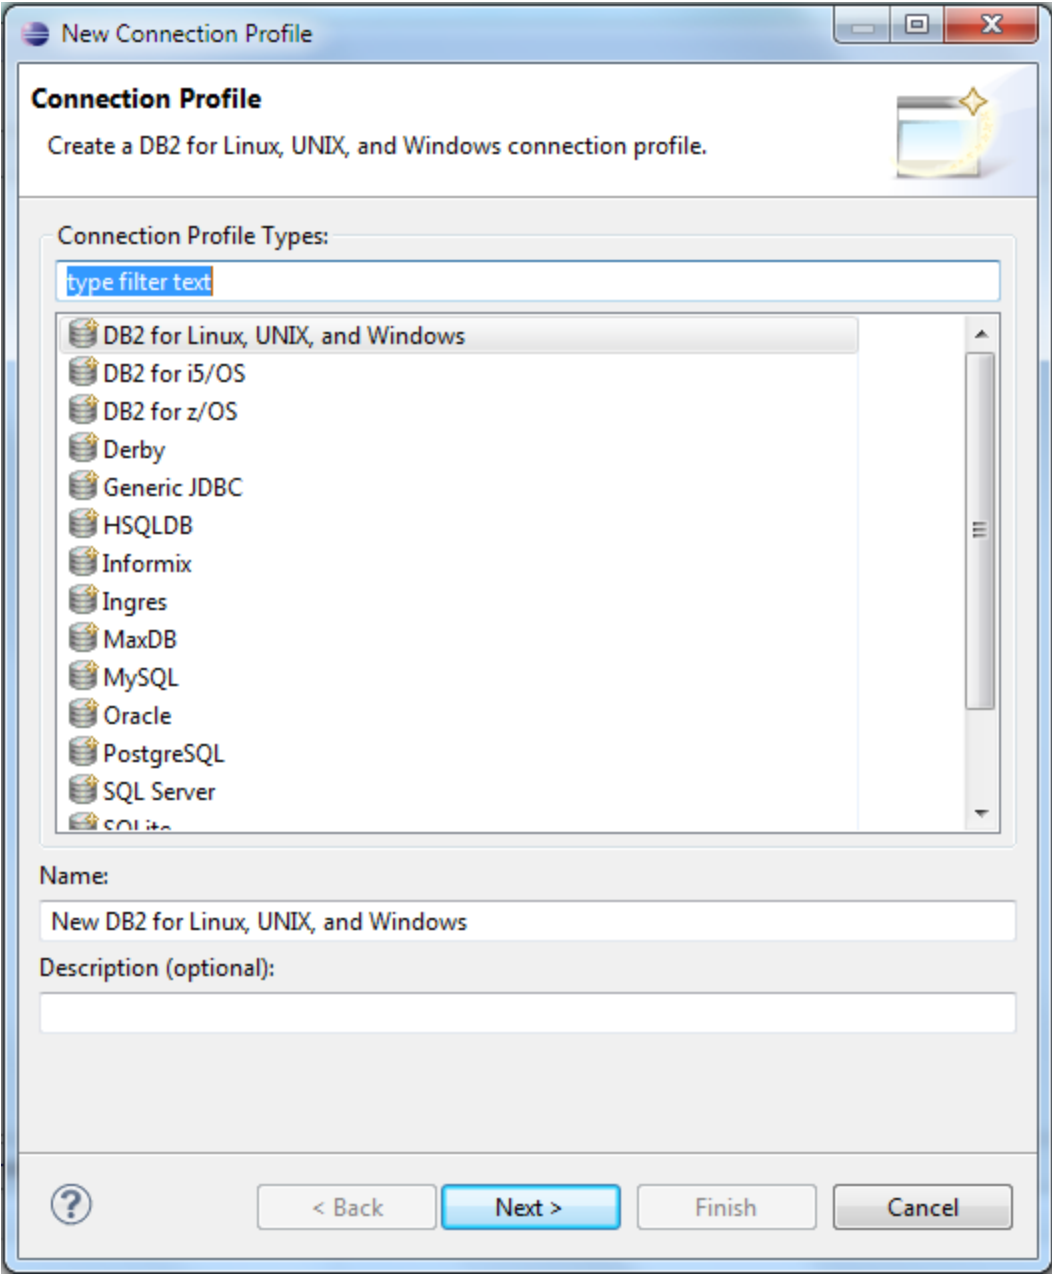 New Connection Profile
Connection Profile
Create a DB2 for Linux, UNIX, and Windows connection profile.
Connection Profile Types:
type filter text
DB2 for Linux, UNIX, and Windows
DB2 for i5/OS
DB2 for z/OS
Derby
Generic JDBC
HSQLDB
Informix
Ingres
MaxDB
MySQL
Oracle
PostgreSQL
SQL Server
SQLite
Name:
New DB2 for Linux, UNIX, and Windows
Description (optional):
?
< Back
Next >
Finish
Cancel